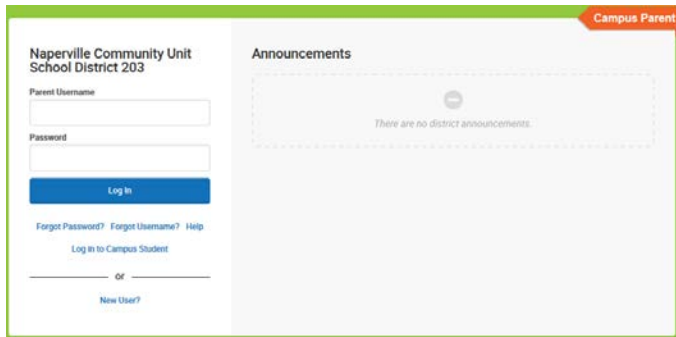 Campus Parent
Naperville Community Unit
School District 203
Parent Username
Password
Log In
Forgot Password? Forgot Username? Help
Log in to Campus Student
or
New User?
Announcements
There are no district announcements.